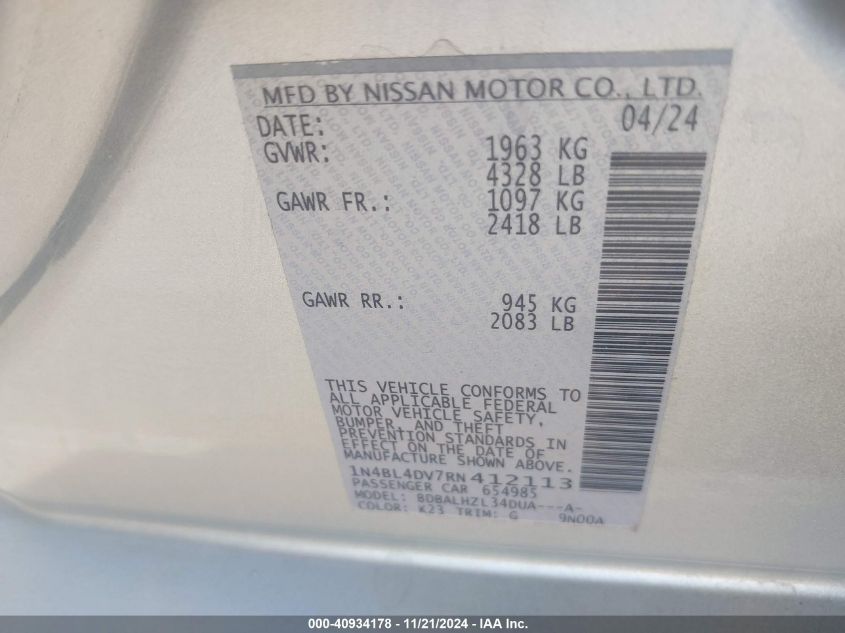 MFD BY NISSAN MOTOR CO., LTD.
DATE: 04/24
GVWR: 1963 KG
4328 LB
GAWR FR.: 1097 KG
2418 LB
GAWR RR.: 945 KG
2083 LB
THIS VEHICLE CONFORMS TO
ALL APPLICABLE FEDERAL
MOTOR VEHICLE SAFETY,
BUMPER, AND THEFT
PREVENTION STANDARDS IN
EFFECT ON THE DATE OF
MANUFACTURE SHOWN ABOVE.
1N4BL4DV7RN412113
PASSENGER CAR 654985
MODEL: BDBALHZL34DUA---A-
COLOR: K23 TRIM: G 9N00A
000-40934178 - 11/21/2024 - IAA Holdings, LLC.